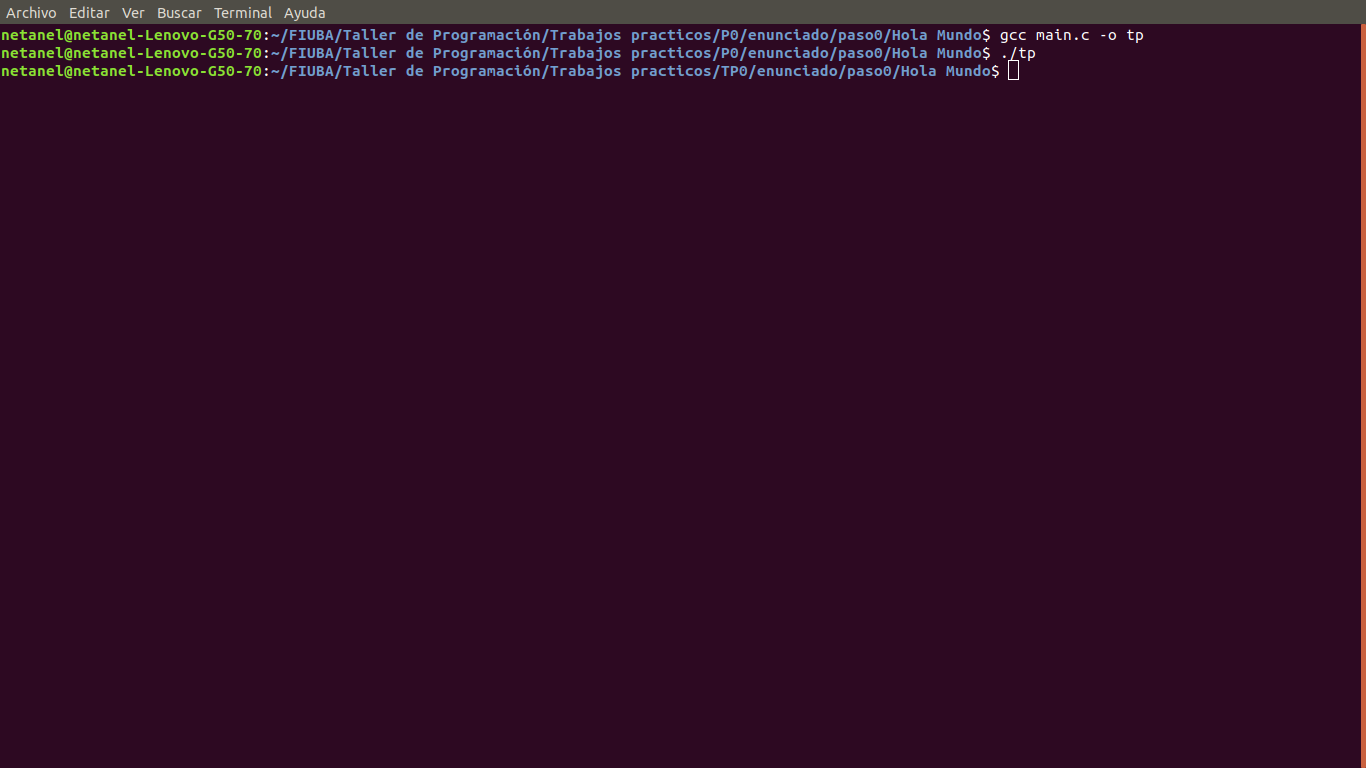 Archivo Editar Ver Buscar Terminal Ayuda
netanel@netanel-Lenovo-G50-70:~/FIUBA/Taller de Programación/Trabajos practicos/P0/enunciado/paso0/Hola Mundo$ gcc main.c -o tp
netanel@netanel-Lenovo-G50-70:~/FIUBA/Taller de Programación/Trabajos practicos/P0/enunciado/paso0/Hola Mundo$ ./tp
netanel@netanel-Lenovo-G50-70:~/FIUBA/Taller de Programación/Trabajos practicos/TP0/enunciado/paso0/Hola Mundo$